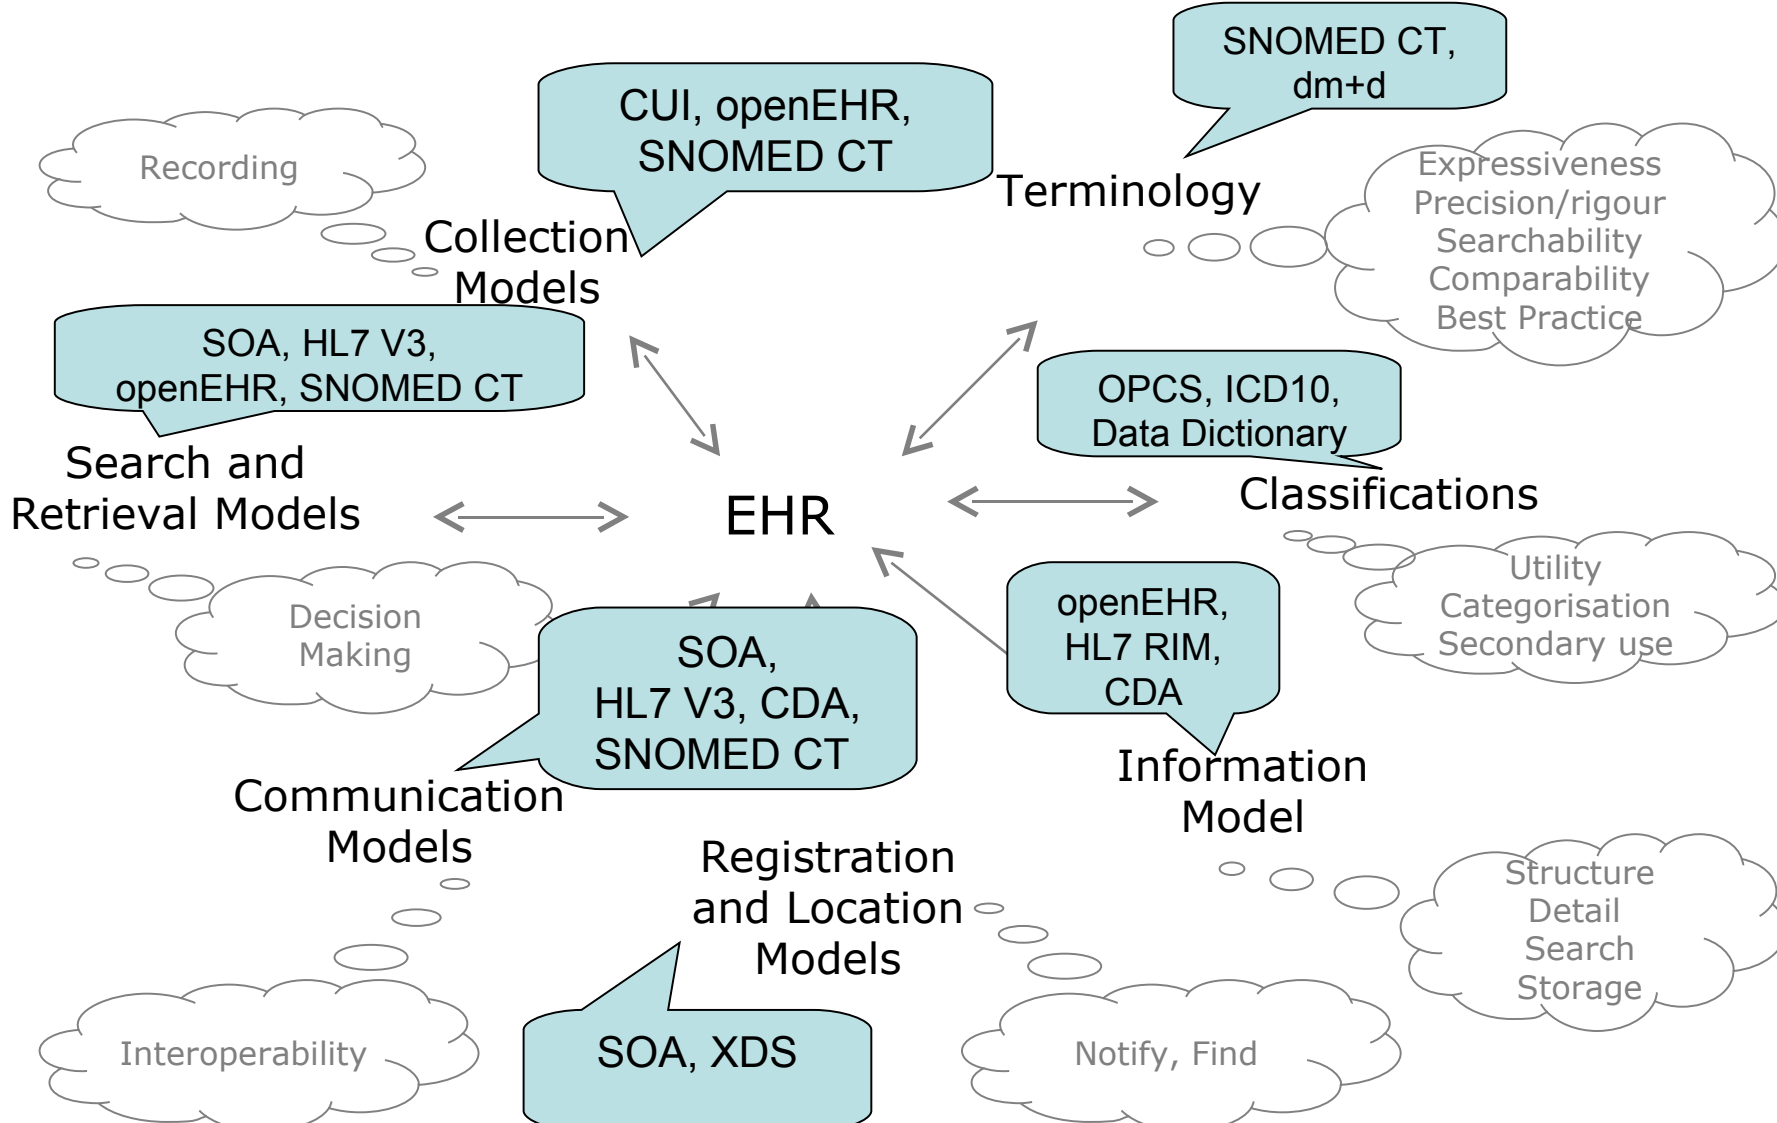 SNOMED CT,
dm+d
CUI, openEHR,
SNOMED CT
Recording
Terminology
Expressiveness
Precision/rigour
Searchability
Comparability
Best Practice
Collection
Models
SOA, HL7 V3,
openEHR, SNOMED CT
OPCS, ICD10,
Data Dictionary
Search and
Retrieval Models
EHR
Classifications
Decision
Making
Utility
Categorisation
Secondary use
openEHR,
HL7 RIM,
CDA
SOA,
HL7 V3, CDA,
SNOMED CT
Information
Model
Communication
Models
Registration
and Location
Models
Structure
Detail
Search
Storage
Interoperability
SOA, XDS
Notify, Find